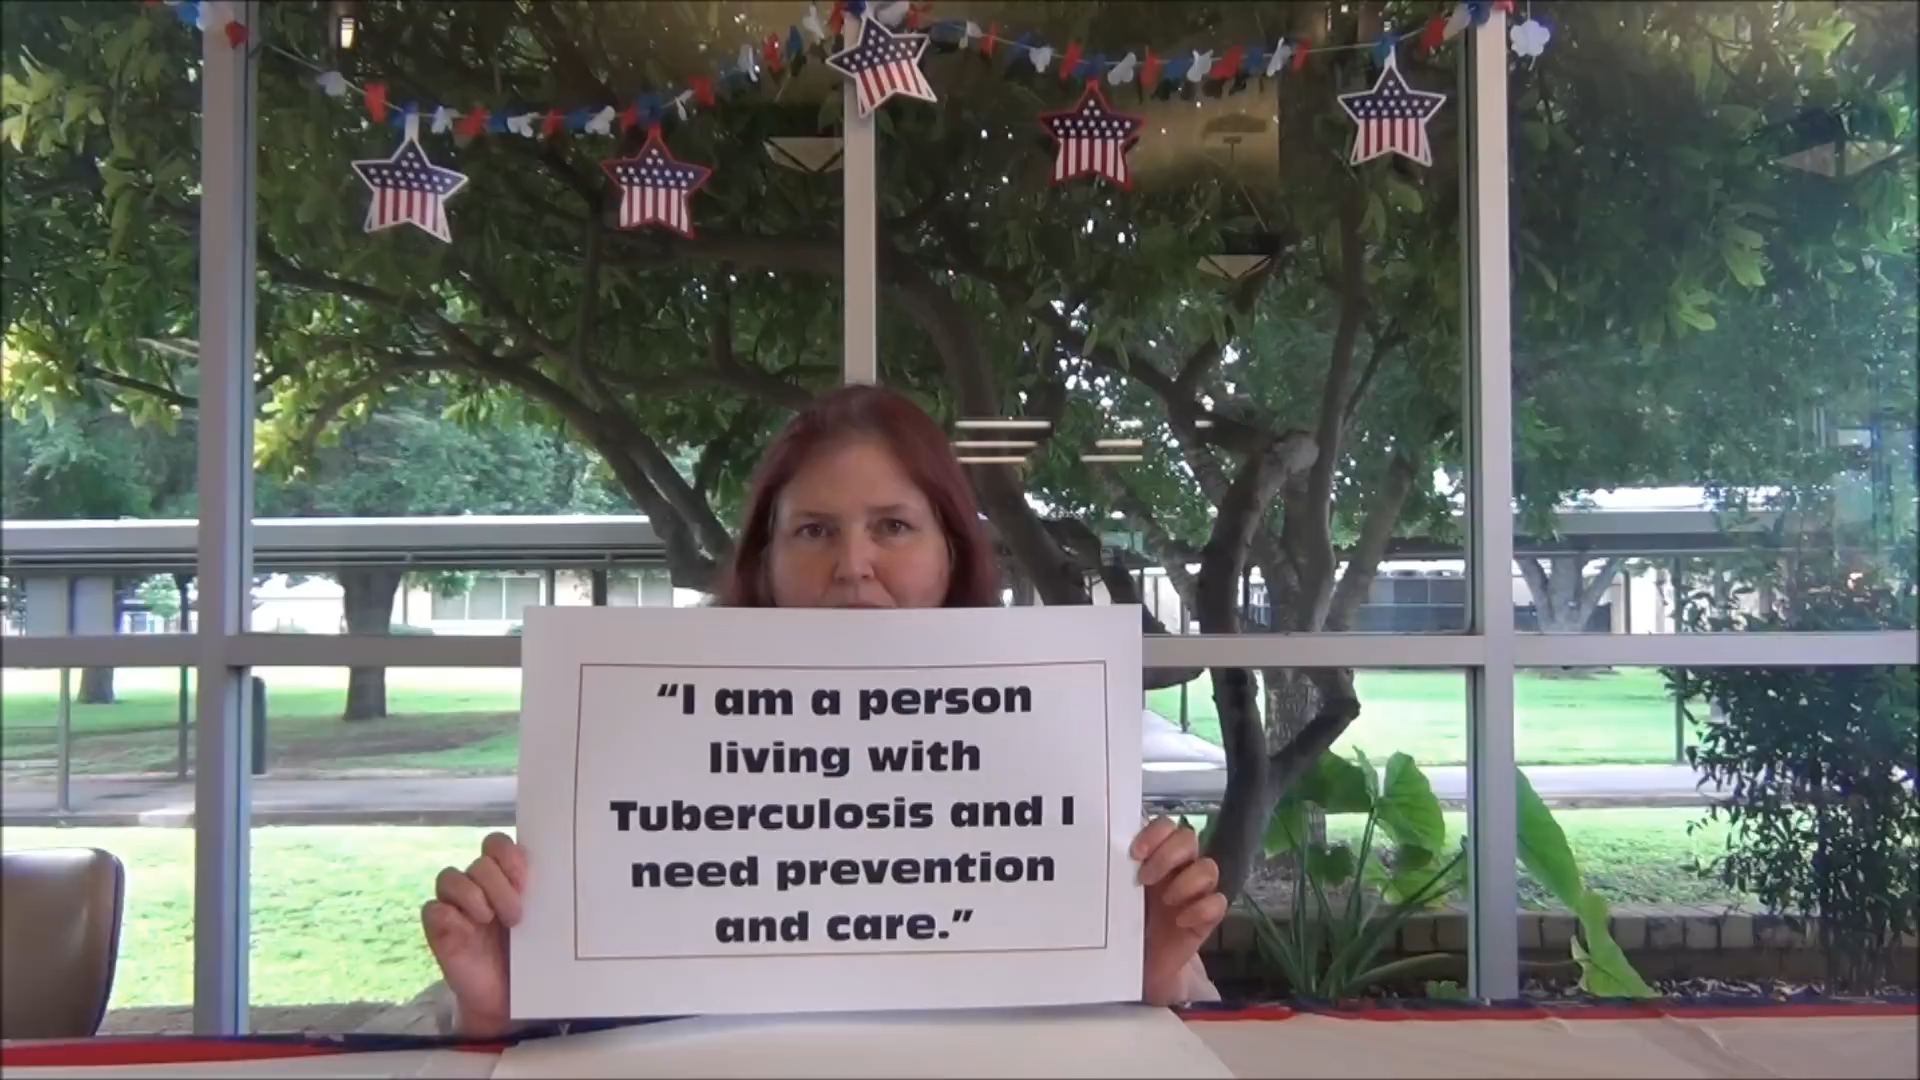 “I am a person
living with
Tuberculosis and I
need prevention
and care.”